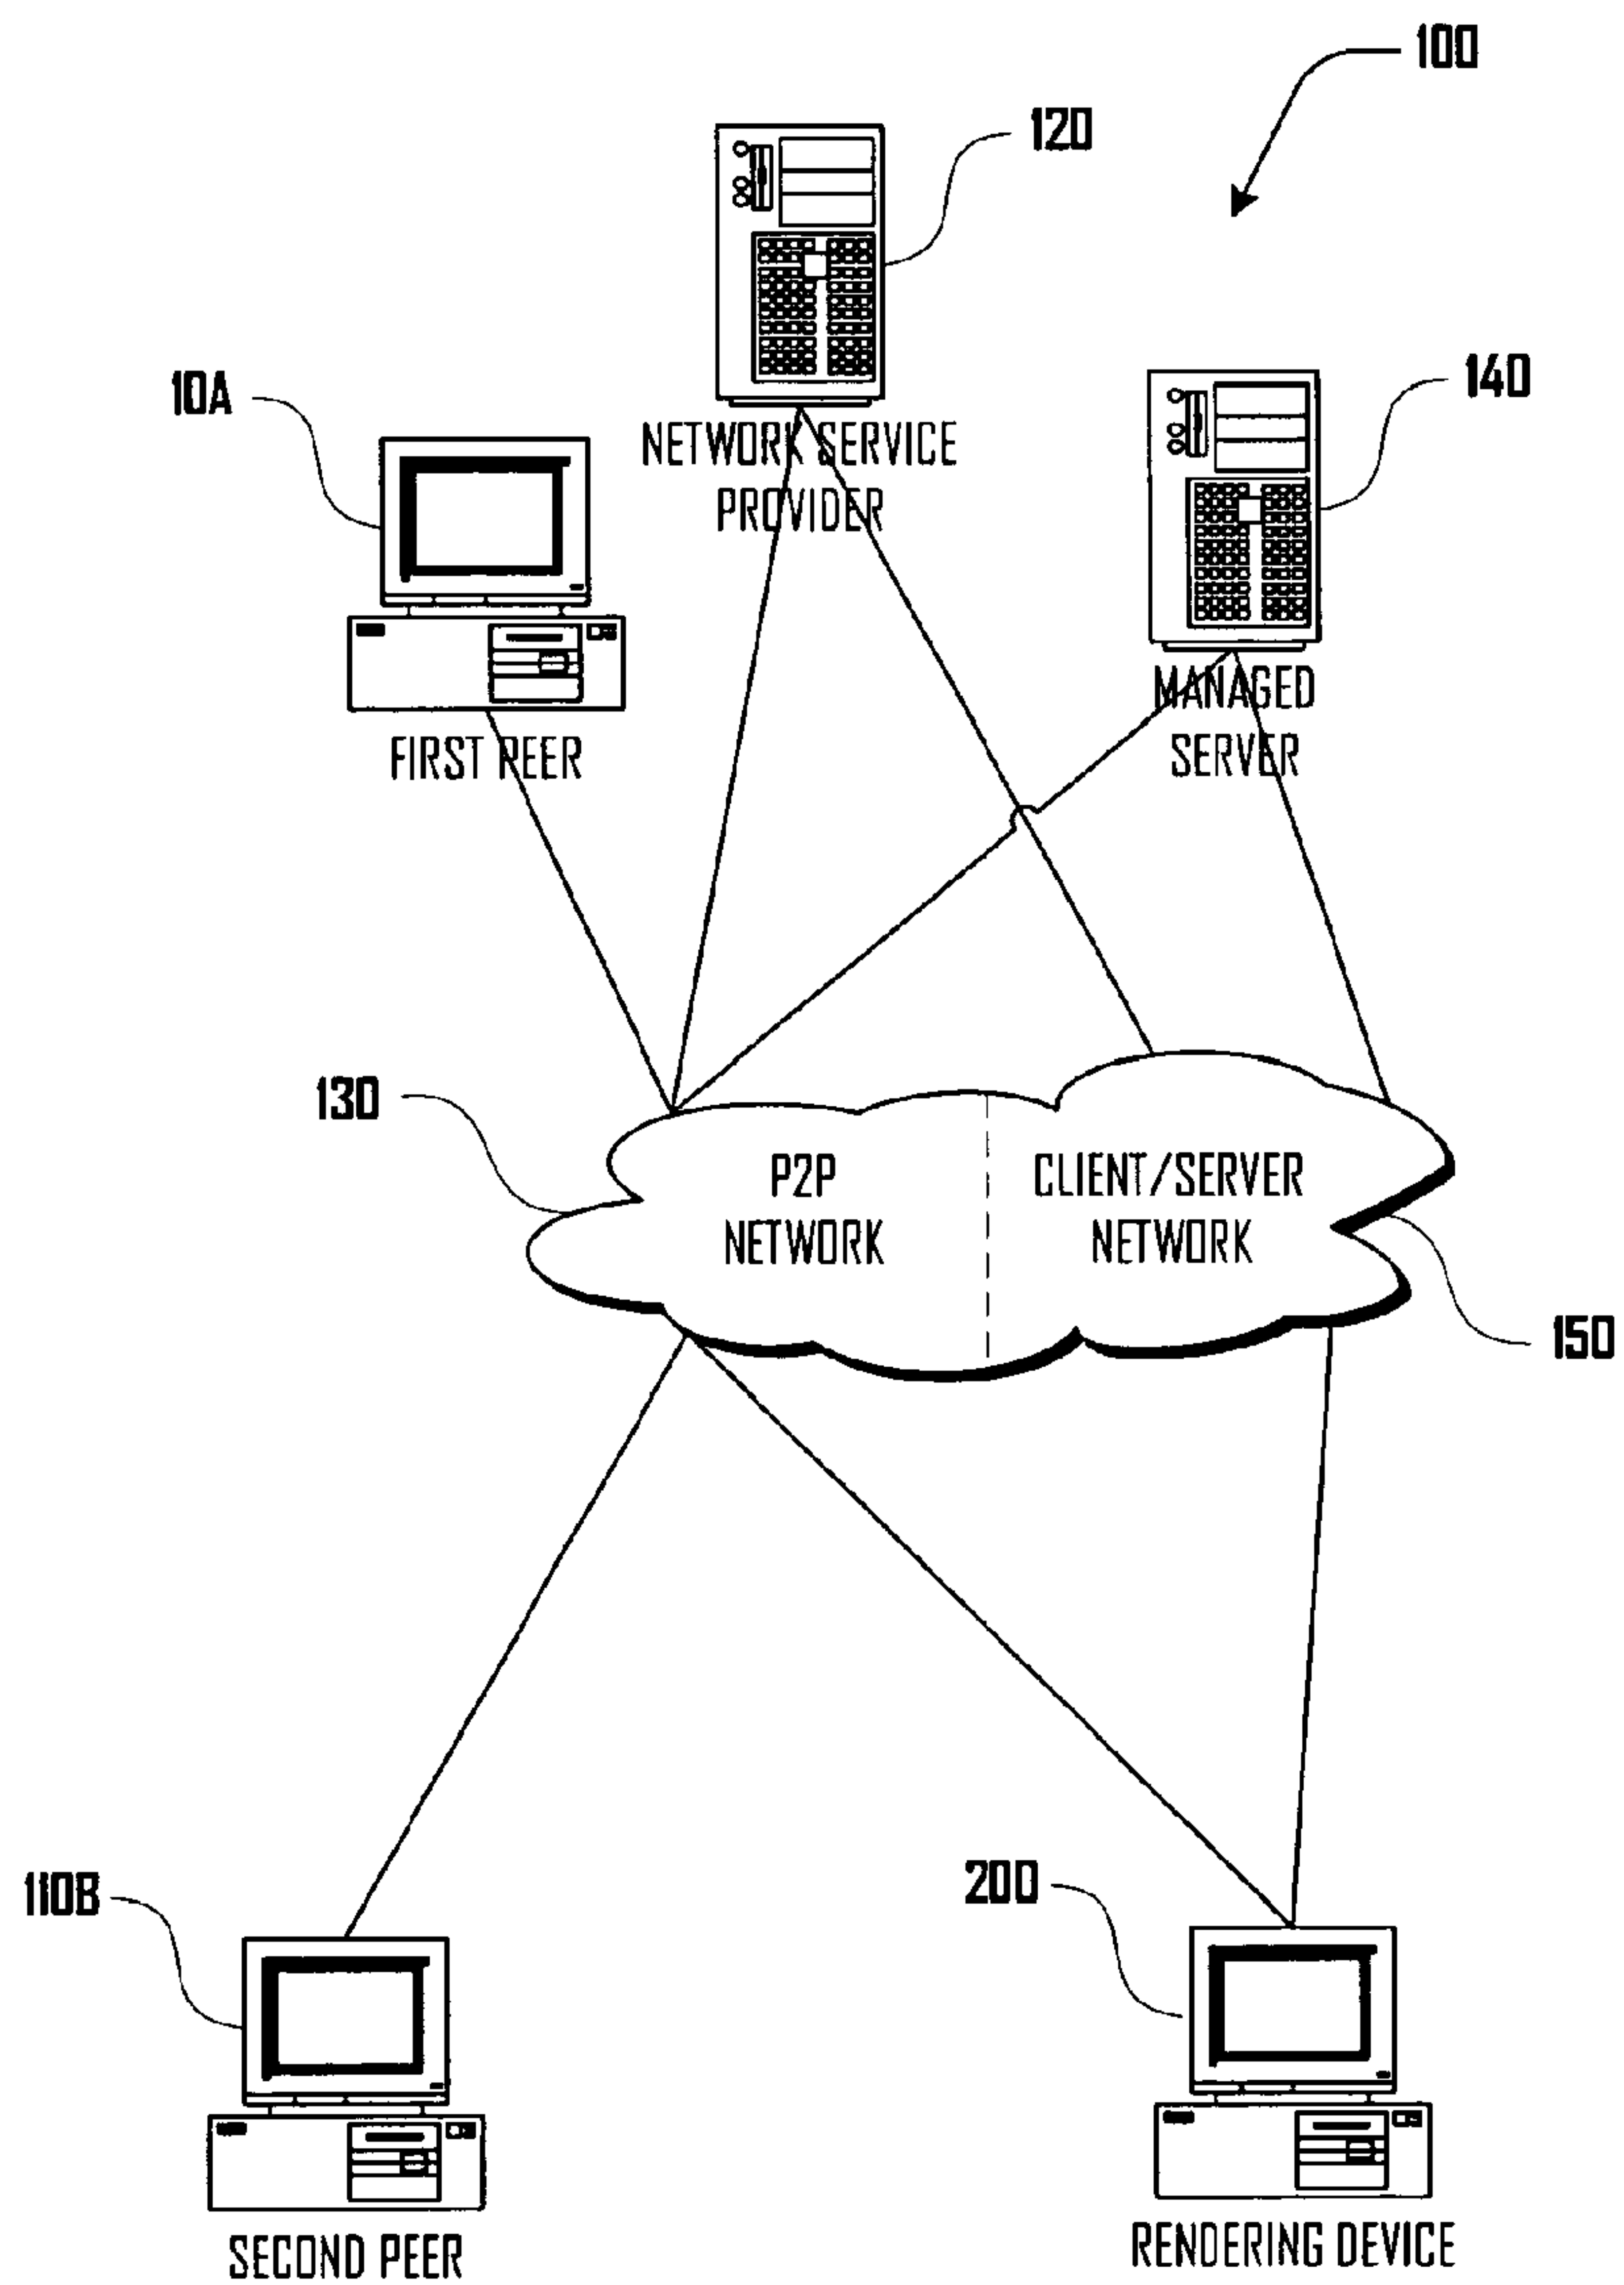 100
120
NETWORK SERVICE
PROVIDER
140
MANAGED
SERVER
10A
FIRST PEER
130
P2P
NETWORK
CLIENT/SERVER
NETWORK
150
110B
SECOND PEER
200
RENDERING DEVICE